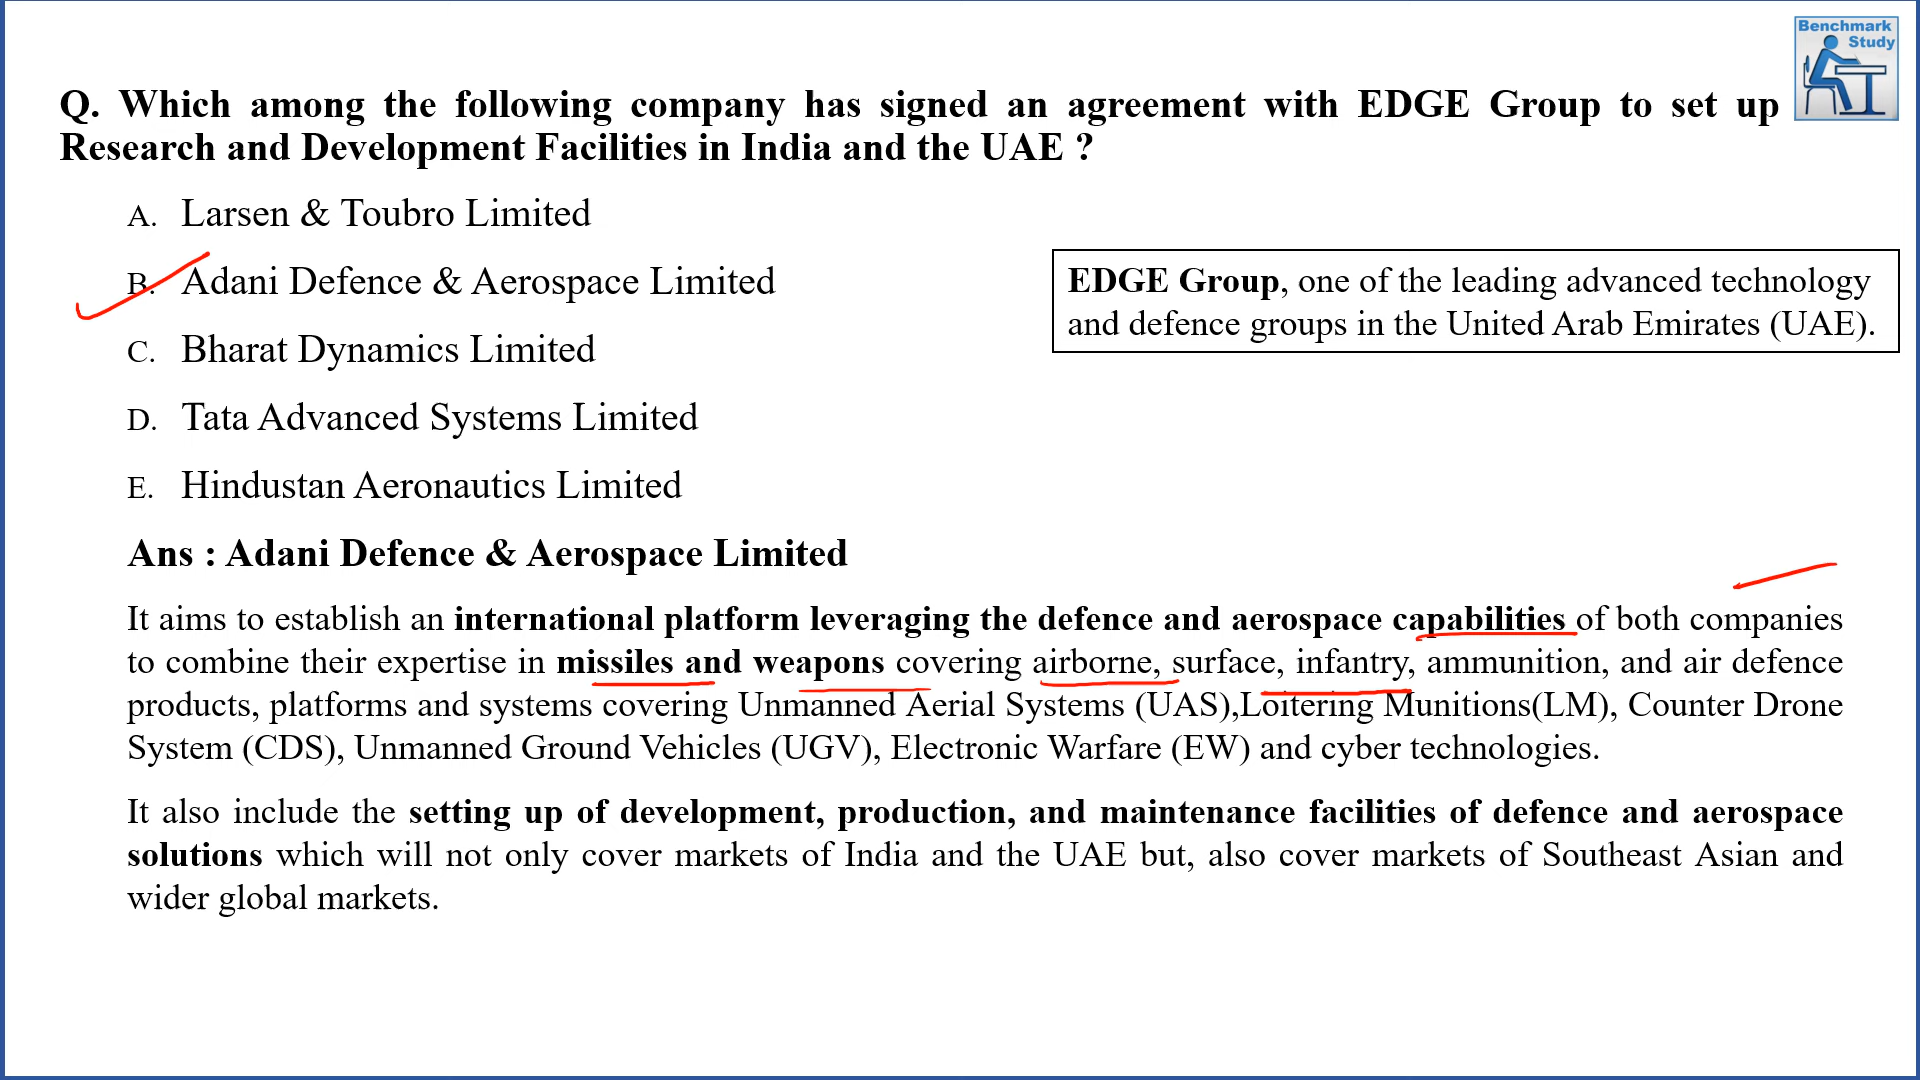 Benchmark
Study
Q. Which among the following company has signed an agreement with EDGE Group to set up
Research and Development Facilities in India and the UAE ?
A. Larsen & Toubro Limited
B. Adani Defence & Aerospace Limited
C. Bharat Dynamics Limited
D. Tata Advanced Systems Limited
E. Hindustan Aeronautics Limited
EDGE Group, one of the leading advanced technology
and defence groups in the United Arab Emirates (UAE).
Ans : Adani Defence & Aerospace Limited
It aims to establish an international platform leveraging the defence and aerospace capabilities of both companies
to combine their expertise in missiles and weapons covering airborne, surface, infantry, ammunition, and air defence
products, platforms and systems covering Unmanned Aerial Systems (UAS),Loitering Munitions(LM), Counter Drone
System (CDS), Unmanned Ground Vehicles (UGV), Electronic Warfare (EW) and cyber technologies.
It also include the setting up of development, production, and maintenance facilities of defence and aerospace
solutions which will not only cover markets of India and the UAE but, also cover markets of Southeast Asian and
wider global markets.